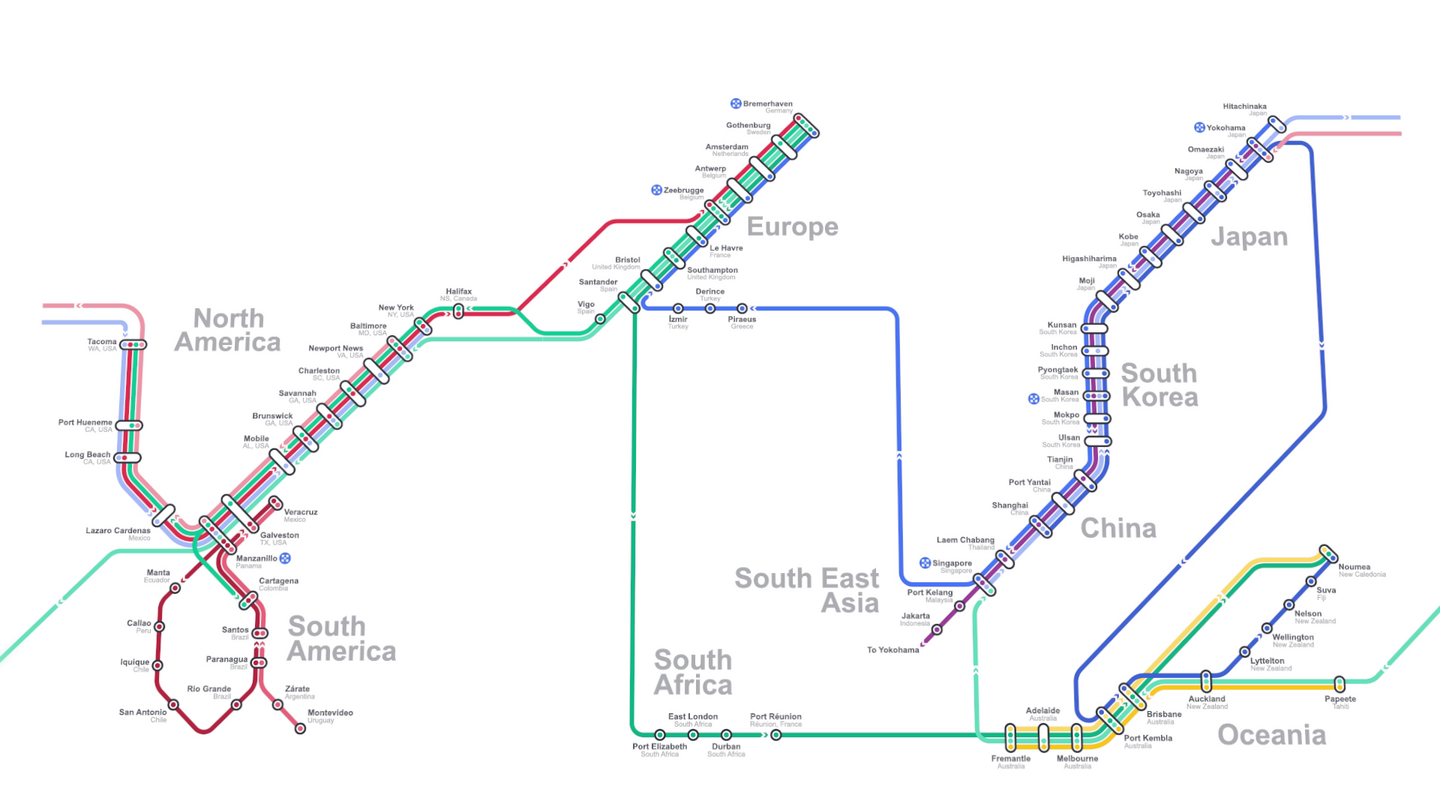 North
America
Tacoma
WA, USA
Port Hueneme
CA, USA
Long Beach
CA, USA
Lazaro Cardenas
Mexico
Halifax
NS, Canada
New York
NY, USA
Baltimore
MD, USA
Newport News
VA, USA
Charleston
SC, USA
Savannah
GA, USA
Brunswick
GA, USA
Mobile
AL, USA
Veracruz
Mexico
Galveston
TX, USA
Manzanillo
Panama
Cartagena
Colombia
South
America
Manta
Ecuador
Callao
Peru
Iquique
Chile
San Antonio
Chile
Rio Grande
Brazil
Santos
Brazil
Paranagua
Brazil
Zárate
Argentina
Montevideo
Uruguay
Europe
Bremerhaven
Germany
Gothenburg
Sweden
Amsterdam
Netherlands
Antwerp
Belgium
Zeebrugge
Belgium
Le Havre
France
Southampton
United Kingdom
Bristol
United Kingdom
Santander
Spain
Vigo
Spain
Derince
Turkey
İzmir
Turkey
Piraeus
Greece
South
Africa
Port Elizabeth
South Africa
East London
South Africa
Durban
South Africa
Port Réunion
Réunion, France
Japan
Hitachinaka
Japan
Yokohama
Japan
Omaezaki
Japan
Nagoya
Japan
Toyohashi
Japan
Osaka
Japan
Kobe
Japan
Higashiharima
Japan
Moji
Japan
South
Korea
Kunsan
South Korea
Inchon
South Korea
Pyongtaek
South Korea
Masan
South Korea
Mokpo
South Korea
Ulsan
South Korea
China
Tianjin
China
Port Yantai
China
Shanghai
China
South East
Asia
Laem Chabang
Thailand
Singapore
Singapore
Port Kelang
Malaysia
Jakarta
Indonesia
To Yokohama
Oceania
Fremantle
Australia
Adelaide
Australia
Melbourne
Australia
Port Kembla
Australia
Brisbane
Australia
Auckland
New Zealand
Lyttelton
New Zealand
Wellington
New Zealand
Nelson
New Zealand
Suva
Fiji
Noumea
New Caledonia
Papeete
Tahiti